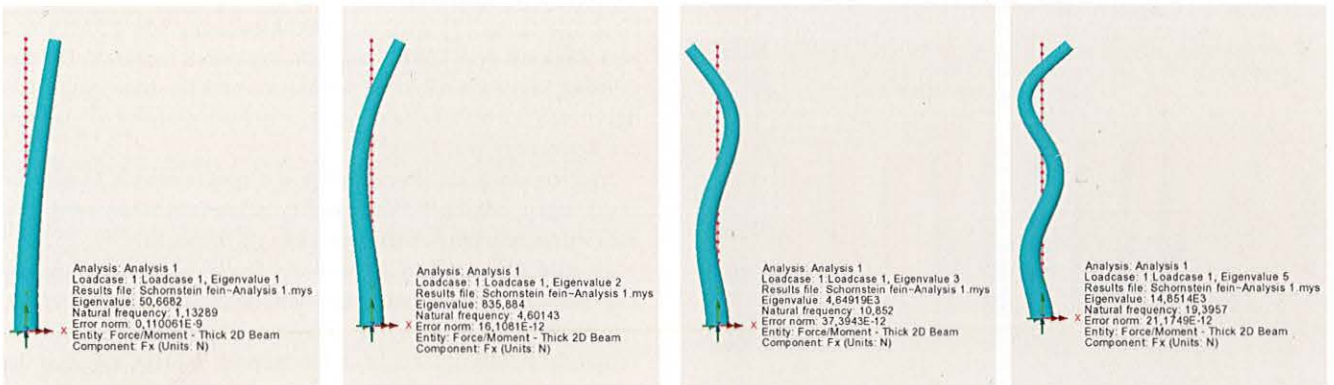 X
Analysis: Analysis 1
Loadcase: 1:Loadcase 1, Eigenvalue 1
Results file: Schornstein fein~Analysis 1.mys
Eigenvalue: 50,6682
Natural frequency: 1,13289
Error norm: 0,110061E-9
Entity: Force/Moment - Thick 2D Beam
Component: Fx (Units: N)
X
Analysis: Analysis 1
Loadcase: 1:Loadcase 1, Eigenvalue 2
Results file: Schornstein fein~Analysis 1.mys
Eigenvalue: 835,884
Natural frequency: 4,60143
Error norm: 16,1081E-12
Entity: Force/Moment - Thick 2D Beam
Component: Fx (Units: N)
X
Analysis: Analysis 1
Loadcase: 1:Loadcase 1, Eigenvalue 3
Results file: Schornstein fein~Analysis 1.mys
Eigenvalue: 4,64919E3
Natural frequency: 10,852
Error norm: 37,3943E-12
Entity: Force/Moment - Thick 2D Beam
Component: Fx (Units: N)
X
Analysis: Analysis 1
Loadcase: 1:Loadcase 1, Eigenvalue 5
Results file: Schornstein fein~Analysis 1.mys
Eigenvalue: 14,8514E3
Natural frequency: 19,3957
Error norm: 21,1749E-12
Entity: Force/Moment - Thick 2D Beam
Component: Fx (Units: N)